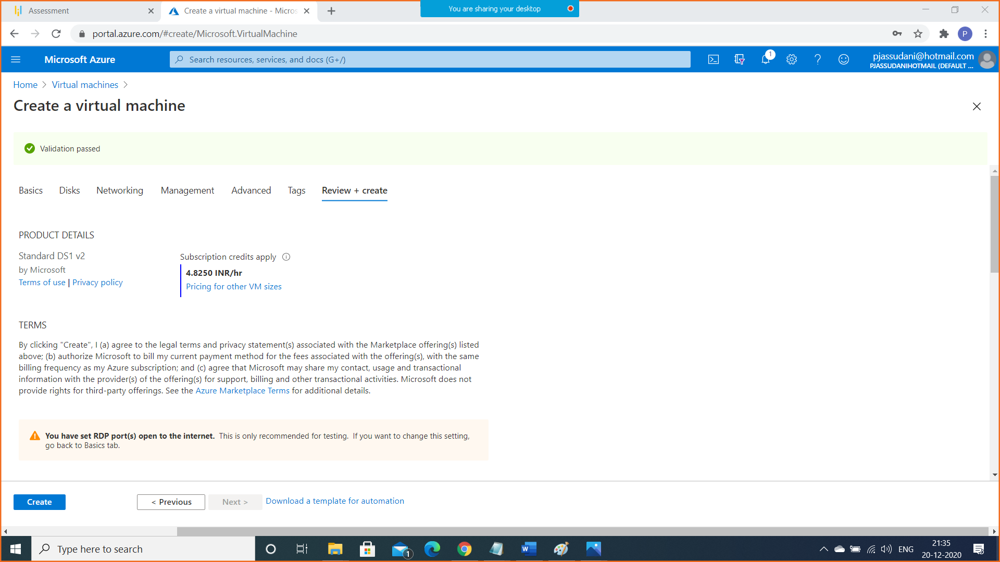 Assessment
Create a virtual machine - Micros
You are sharing your desktop
portal.azure.com/#create/Microsoft.VirtualMachine
P
Microsoft Azure
Search resources, services, and docs (G+/)
1
pjassudani@hotmail.com
PJASSUDANIHOTMAIL (DEFAULT ...
Home > Virtual machines >
Create a virtual machine
Validation passed
Basics Disks Networking Management Advanced Tags Review + create
PRODUCT DETAILS
Standard DS1 v2
by Microsoft
Terms of use | Privacy policy
Subscription credits apply
4.8250 INR/hr
Pricing for other VM sizes
TERMS
By clicking "Create", I (a) agree to the legal terms and privacy statement(s) associated with the Marketplace offering(s) listed
above; (b) authorize Microsoft to bill my current payment method for the fees associated with the offering(s), with the same
billing frequency as my Azure subscription; and (c) agree that Microsoft may share my contact, usage and transactional
information with the provider(s) of the offering(s) for support, billing and other transactional activities. Microsoft does not
provide rights for third-party offerings. See the Azure Marketplace Terms for additional details.
You have set RDP port(s) open to the internet. This is only recommended for testing. If you want to change this setting,
go back to Basics tab.
Create
< Previous
Next >
Download a template for automation
Type here to search
1
W
ENG
21:35
20-12-2020